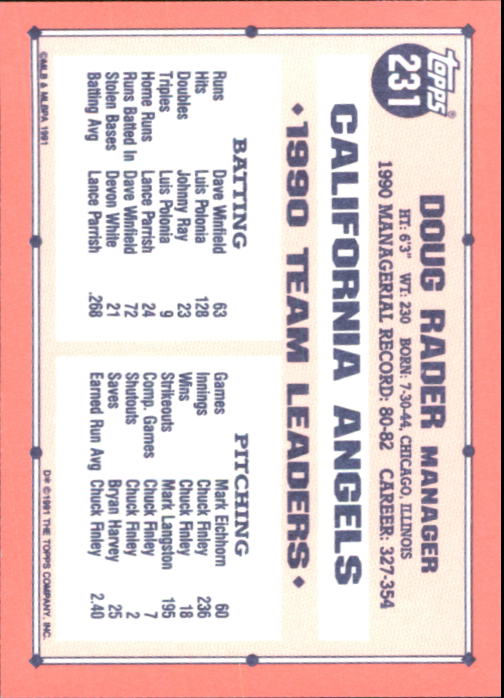 topps®
231
DOUG RADER MANAGER
HT: 6'3" WT: 230 BORN: 7-30-44, CHICAGO, ILLINOIS
1990 MANAGERIAL RECORD: 80-82 CAREER: 327-354
CALIFORNIA ANGELS
◆1990 TEAM LEADERS◆
BATTING
Runs Dave Winfield 63
Hits Luis Polonia 128
Doubles Johnny Ray 23
Triples Luis Polonia 9
Home Runs Lance Parrish 24
Runs Batted In Dave Winfield 72
Stolen Bases Devon White 21
Batting Avg Lance Parrish .268
PITCHING
Games Mark Eichhorn 60
Innings Chuck Finley 236
Wins Chuck Finley 18
Strikeouts Mark Langston 195
Comp. Games Chuck Finley 7
Shutouts Chuck Finley 2
Saves Bryan Harvey 25
Earned Run Avg Chuck Finley 2.40
©MLB & MLBPA 1991
D* ©1991 THE TOPPS COMPANY, INC.